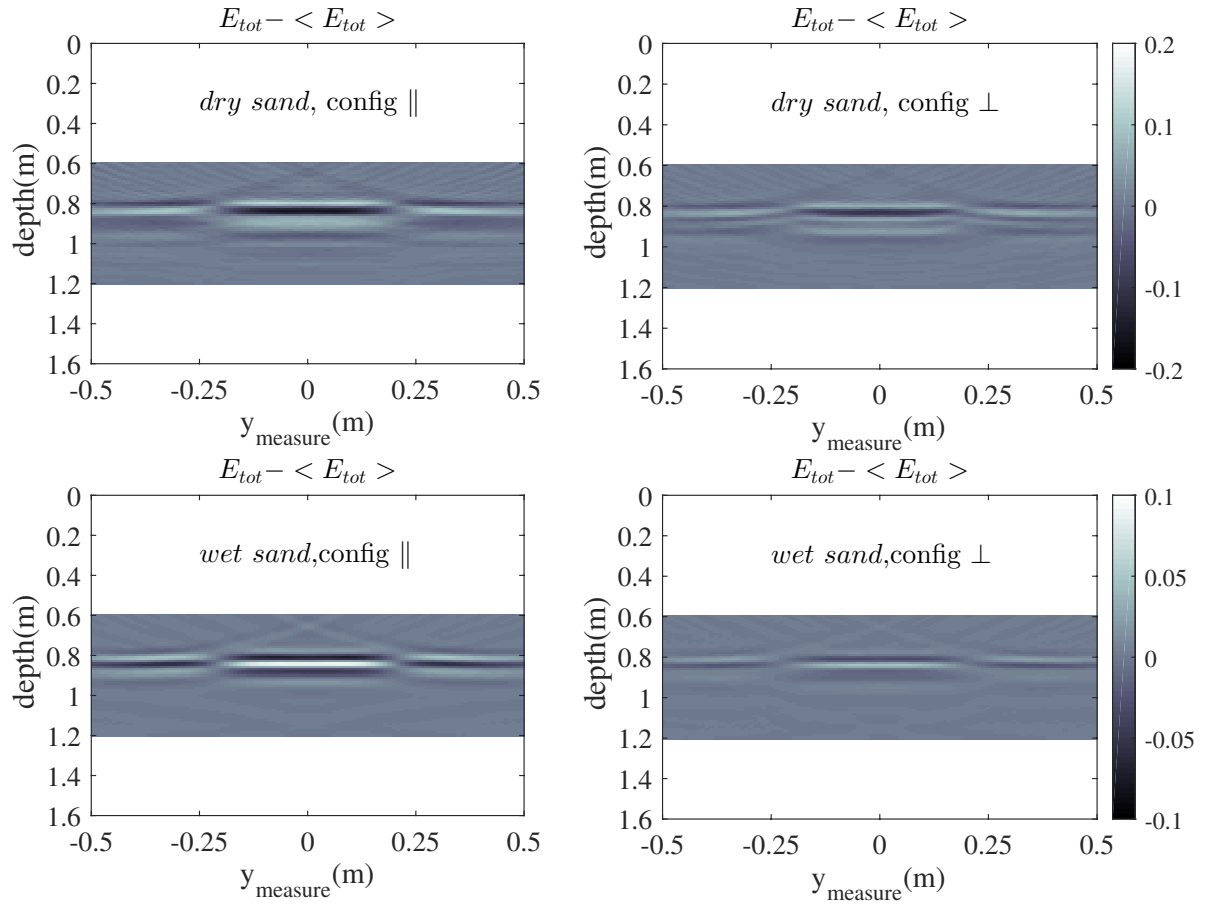 E_tot − < E_tot >
0
0.2
0.4
0.6
0.8
1
1.2
1.4
1.6
depth(m)
dry sand, config ∥
-0.5 -0.25 0 0.25 0.5
y_measure(m)
E_tot − < E_tot >
0
0.2
0.4
0.6
0.8
1
1.2
1.4
1.6
depth(m)
dry sand, config ⊥
-0.5 -0.25 0 0.25 0.5
y_measure(m)
0.2
0.1
0
-0.1
-0.2
E_tot − < E_tot >
0
0.2
0.4
0.6
0.8
1
1.2
1.4
1.6
depth(m)
wet sand,config ∥
-0.5 -0.25 0 0.25 0.5
y_measure(m)
E_tot − < E_tot >
0
0.2
0.4
0.6
0.8
1
1.2
1.4
1.6
depth(m)
wet sand,config ⊥
-0.5 -0.25 0 0.25 0.5
y_measure(m)
0.1
0.05
0
-0.05
-0.1